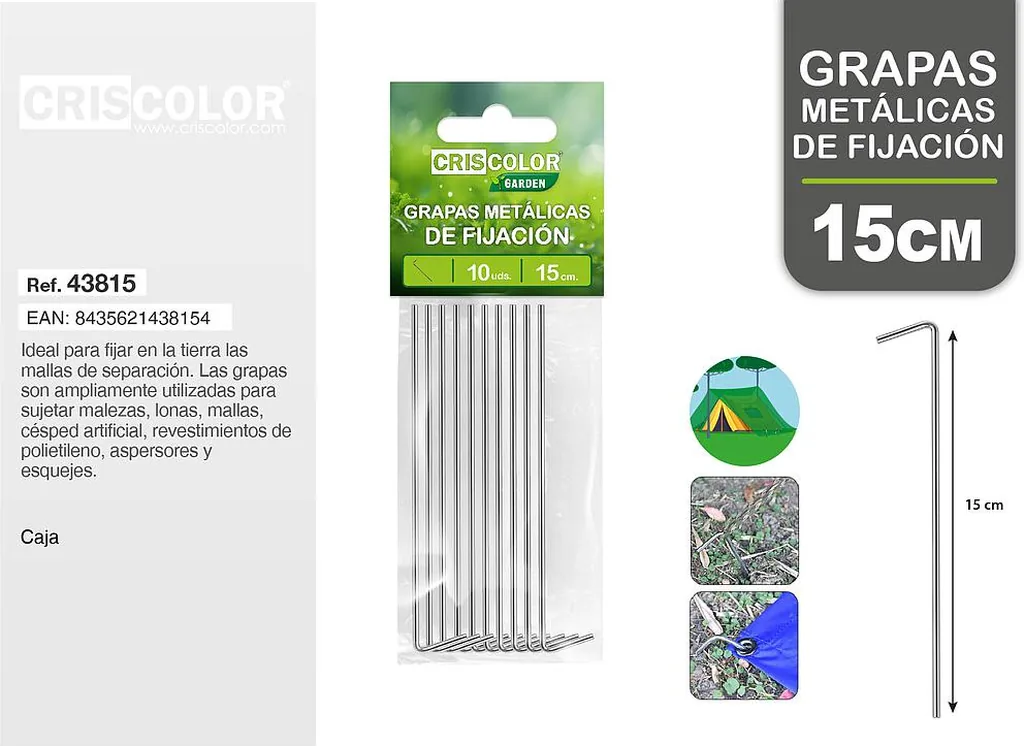 CRISCOLOR®
www.criscolor.com
Ref. 43815
EAN: 8435621438154
Ideal para fijar en la tierra las
mallas de separación. Las grapas
son ampliamente utilizadas para
sujetar malezas, lonas, mallas,
césped artificial, revestimientos de
polietileno, aspersores y
esquejes.
Caja
CRISCOLOR
GARDEN
GRAPAS METÁLICAS
DE FIJACIÓN
10 uds. 15 cm.
GRAPAS
METÁLICAS
DE FIJACIÓN
15CM
15 cm